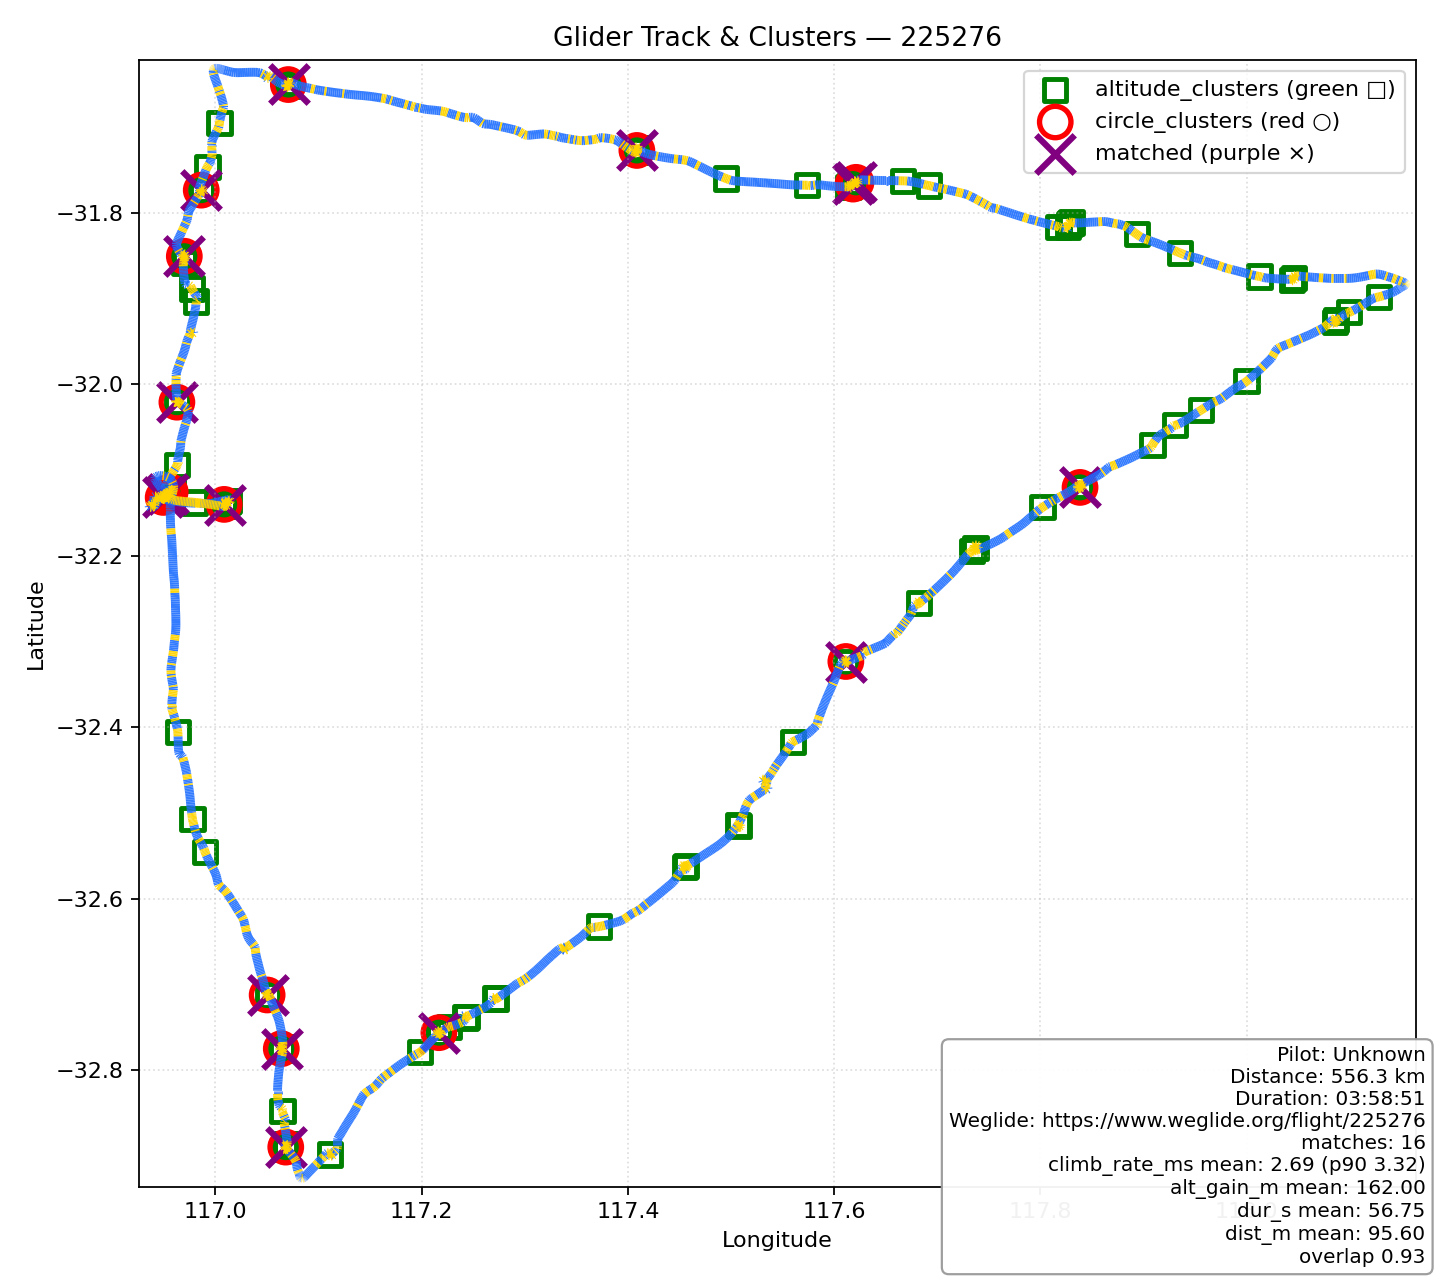 Glider Track & Clusters — 225276
altitude_clusters (green □)
circle_clusters (red ○)
matched (purple ×)
−31.8
−32.0
−32.2
−32.4
−32.6
−32.8
Latitude
117.0
117.2
117.4
117.6
117.8
Longitude
Pilot: Unknown
Distance: 556.3 km
Duration: 03:58:51
Weglide: https://www.weglide.org/flight/225276
matches: 16
climb_rate_ms mean: 2.69 (p90 3.32)
alt_gain_m mean: 162.00
dur_s mean: 56.75
dist_m mean: 95.60
overlap 0.93